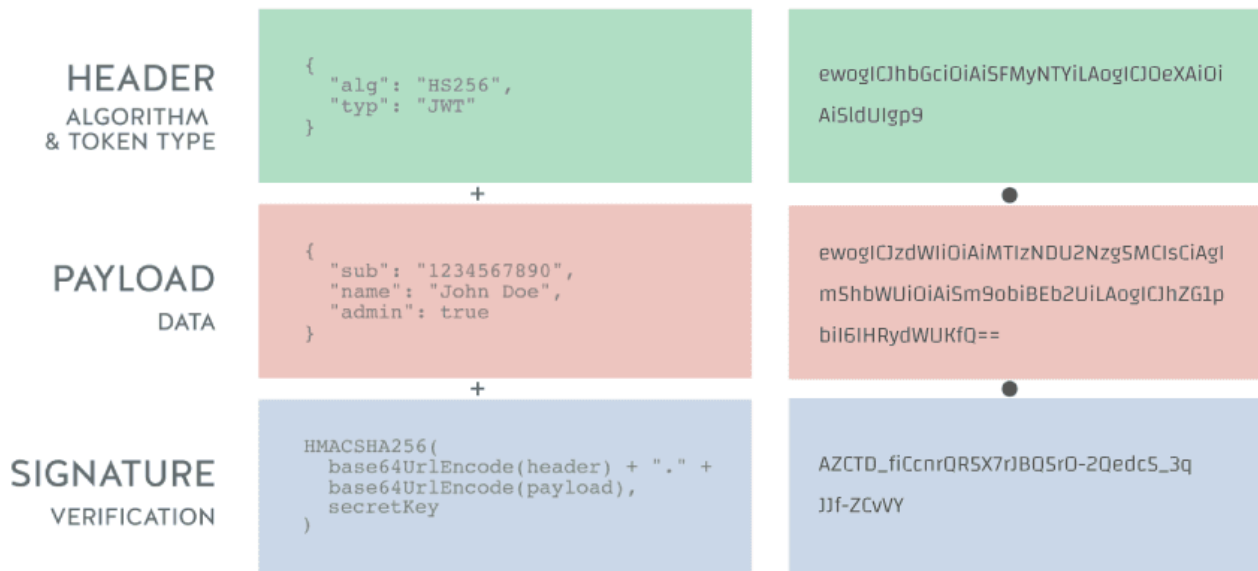 HEADER
ALGORITHM
& TOKEN TYPE
{
"alg": "HS256",
"typ": "JWT"
}
ewogICJhbGciOiAiSFMyNTYiLAogICJ0eXAiOi
AiSldUIgp9
+
PAYLOAD
DATA
{
"sub": "1234567890",
"name": "John Doe",
"admin": true
}
ewogICJzdWIiOiAiMTIzNDU2Nzg5MCIsCiAgI
m5hbWUiOiAiSm9obiBEb2UiLAogICJhZG1p
biI6IHRydWUKfQ==
+
SIGNATURE
VERIFICATION
HMACSHA256(
base64UrlEncode(header) + "." +
base64UrlEncode(payload),
secretKey
)
AZCTD_fiCcnrQR5X7rJBQ5rO-2Qedc5_3q
JJf-ZCvVY